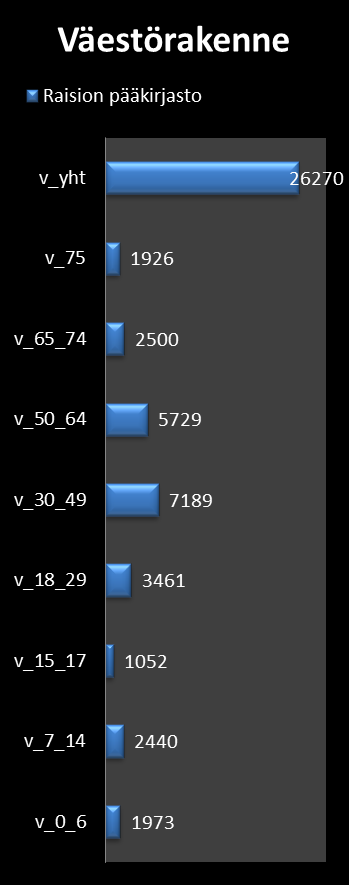 Väestörakenne
Raision pääkirjasto
v_yht 26270
v_75 1926
v_65_74 2500
v_50_64 5729
v_30_49 7189
v_18_29 3461
v_15_17 1052
v_7_14 2440
v_0_6 1973